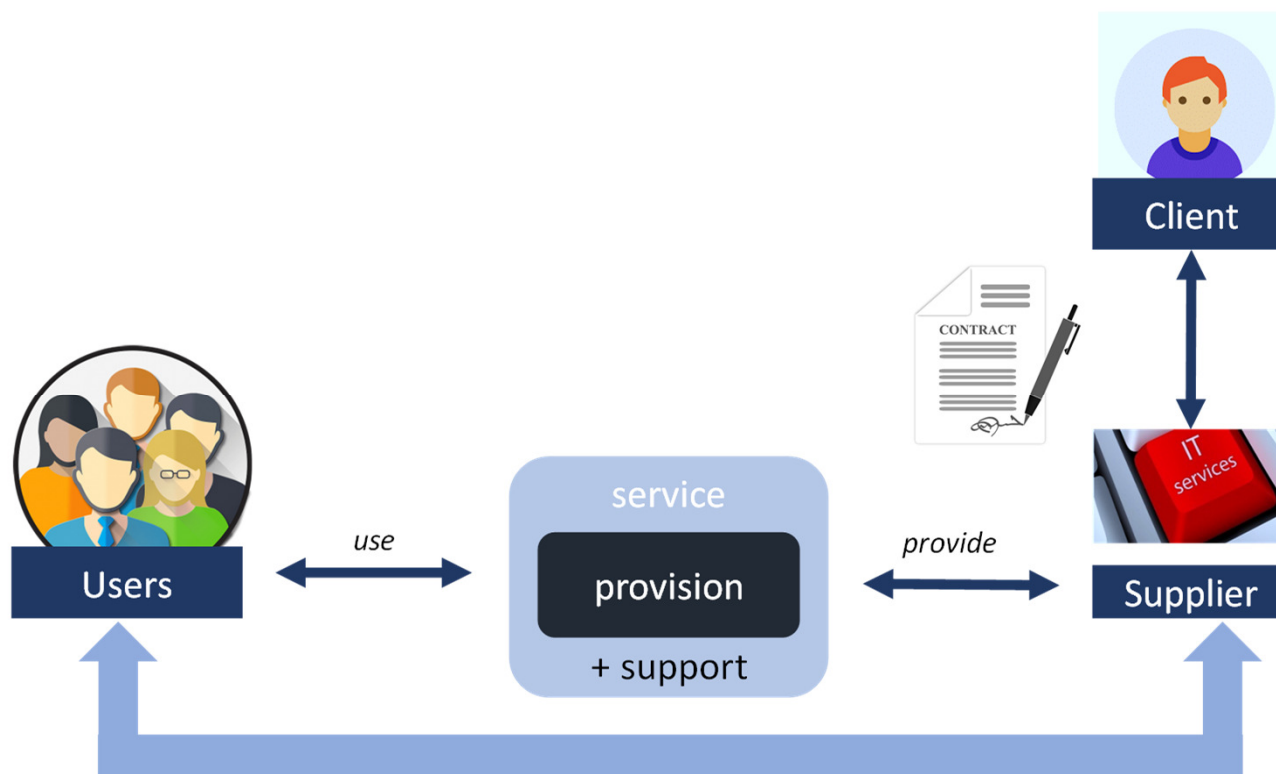 Client
CONTRACT
IT
services
service
use
provide
provision
Users
Supplier
+ support